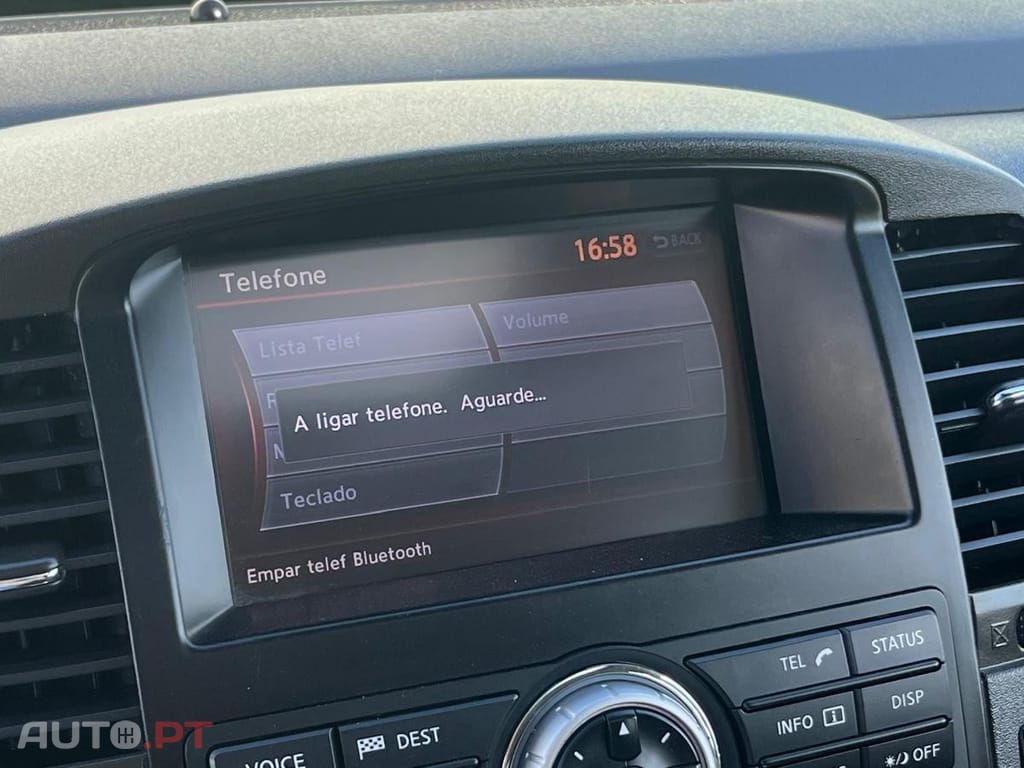 Telefone
16:58
BACK
Lista Telef
Volume
A ligar telefone. Aguarde...
Teclado
Empar telef Bluetooth
TEL
STATUS
INFO i
DISP
OFF
VOICE
DEST
AUTO.PT